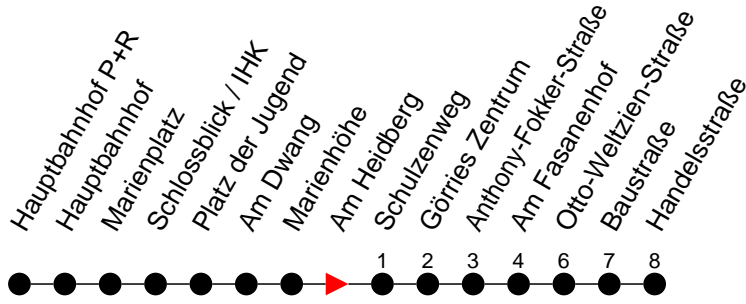 Hauptbahnhof P+R
Hauptbahnhof
Marienplatz
Schlossblick / IHK
Platz der Jugend
Am Dwang
Marienhöhe
Am Heidberg
Schulzenweg
Görries Zentrum
Anthony-Fokker-Straße
Am Fasanenhof
Otto-Weltzien-Straße
Baustraße
Handelsstraße
1 2 3 4 6 7 8